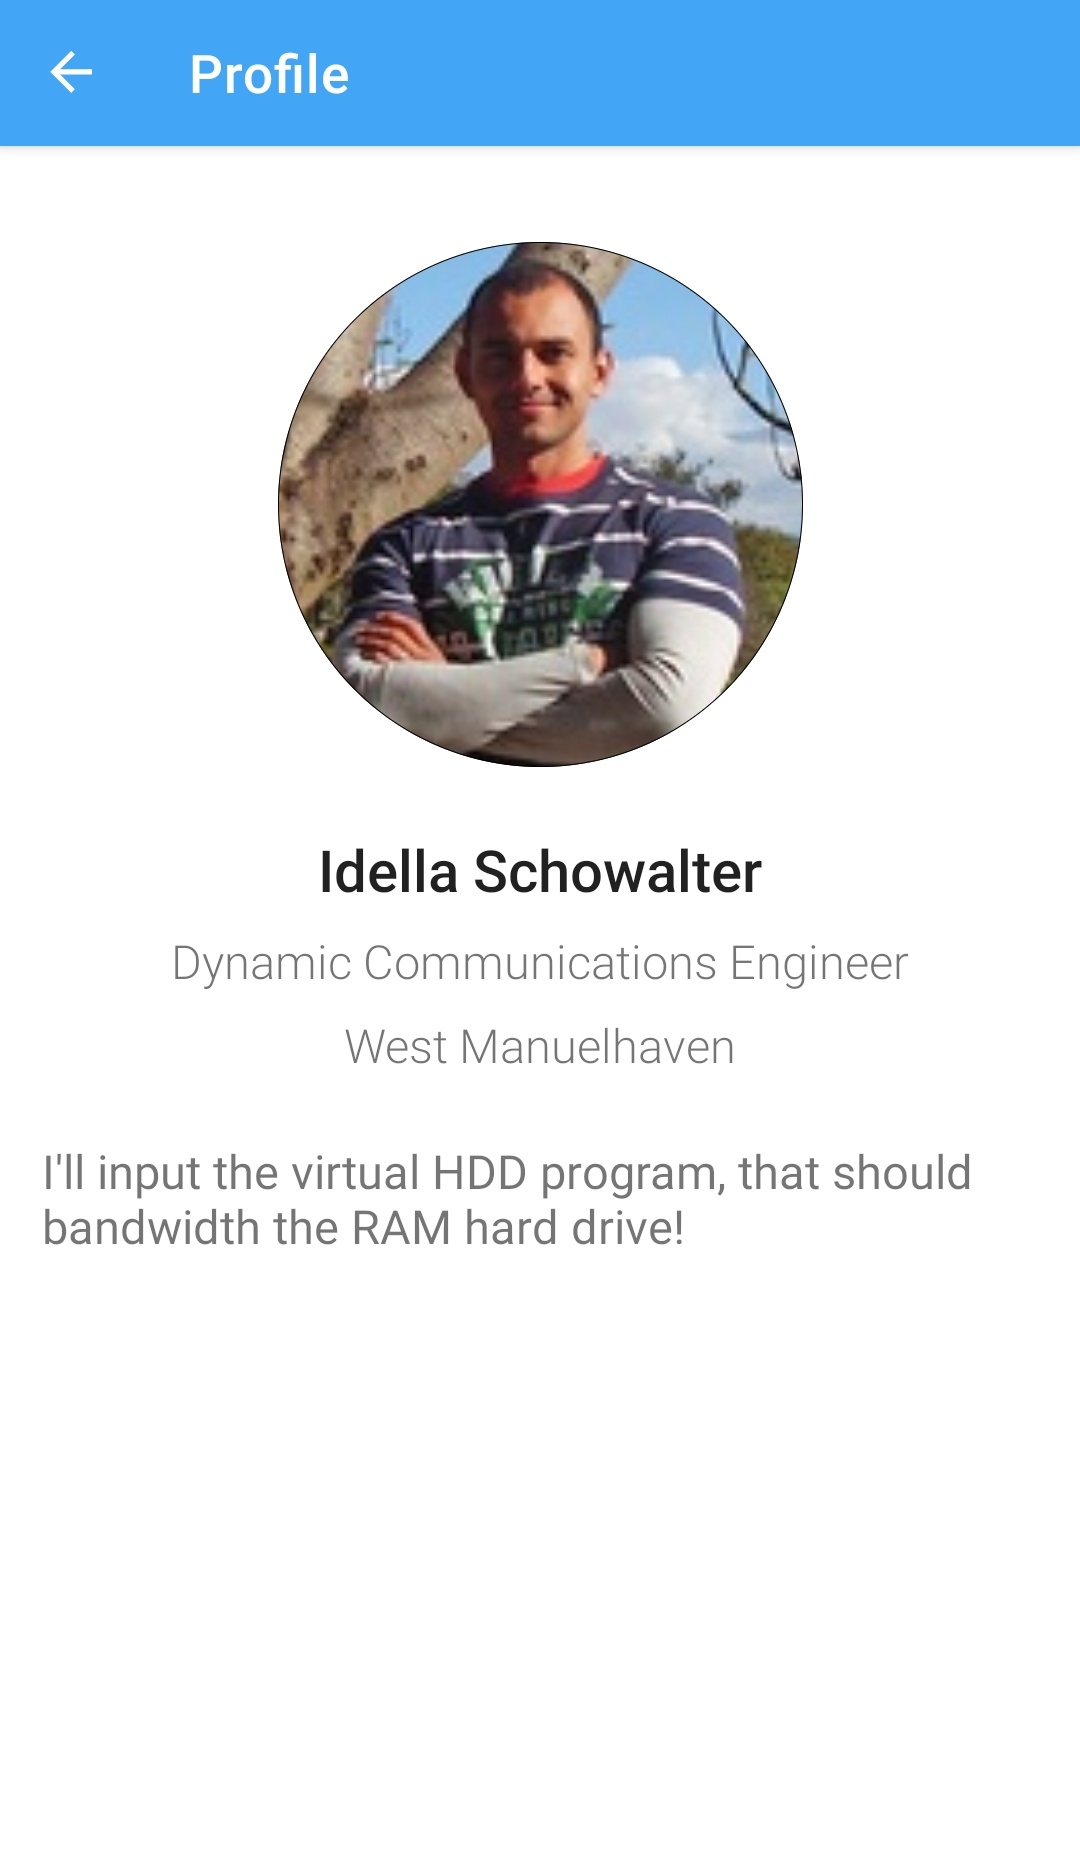 Profile
Idella Schowalter
Dynamic Communications Engineer
West Manuelhaven
I'll input the virtual HDD program, that should
bandwidth the RAM hard drive!